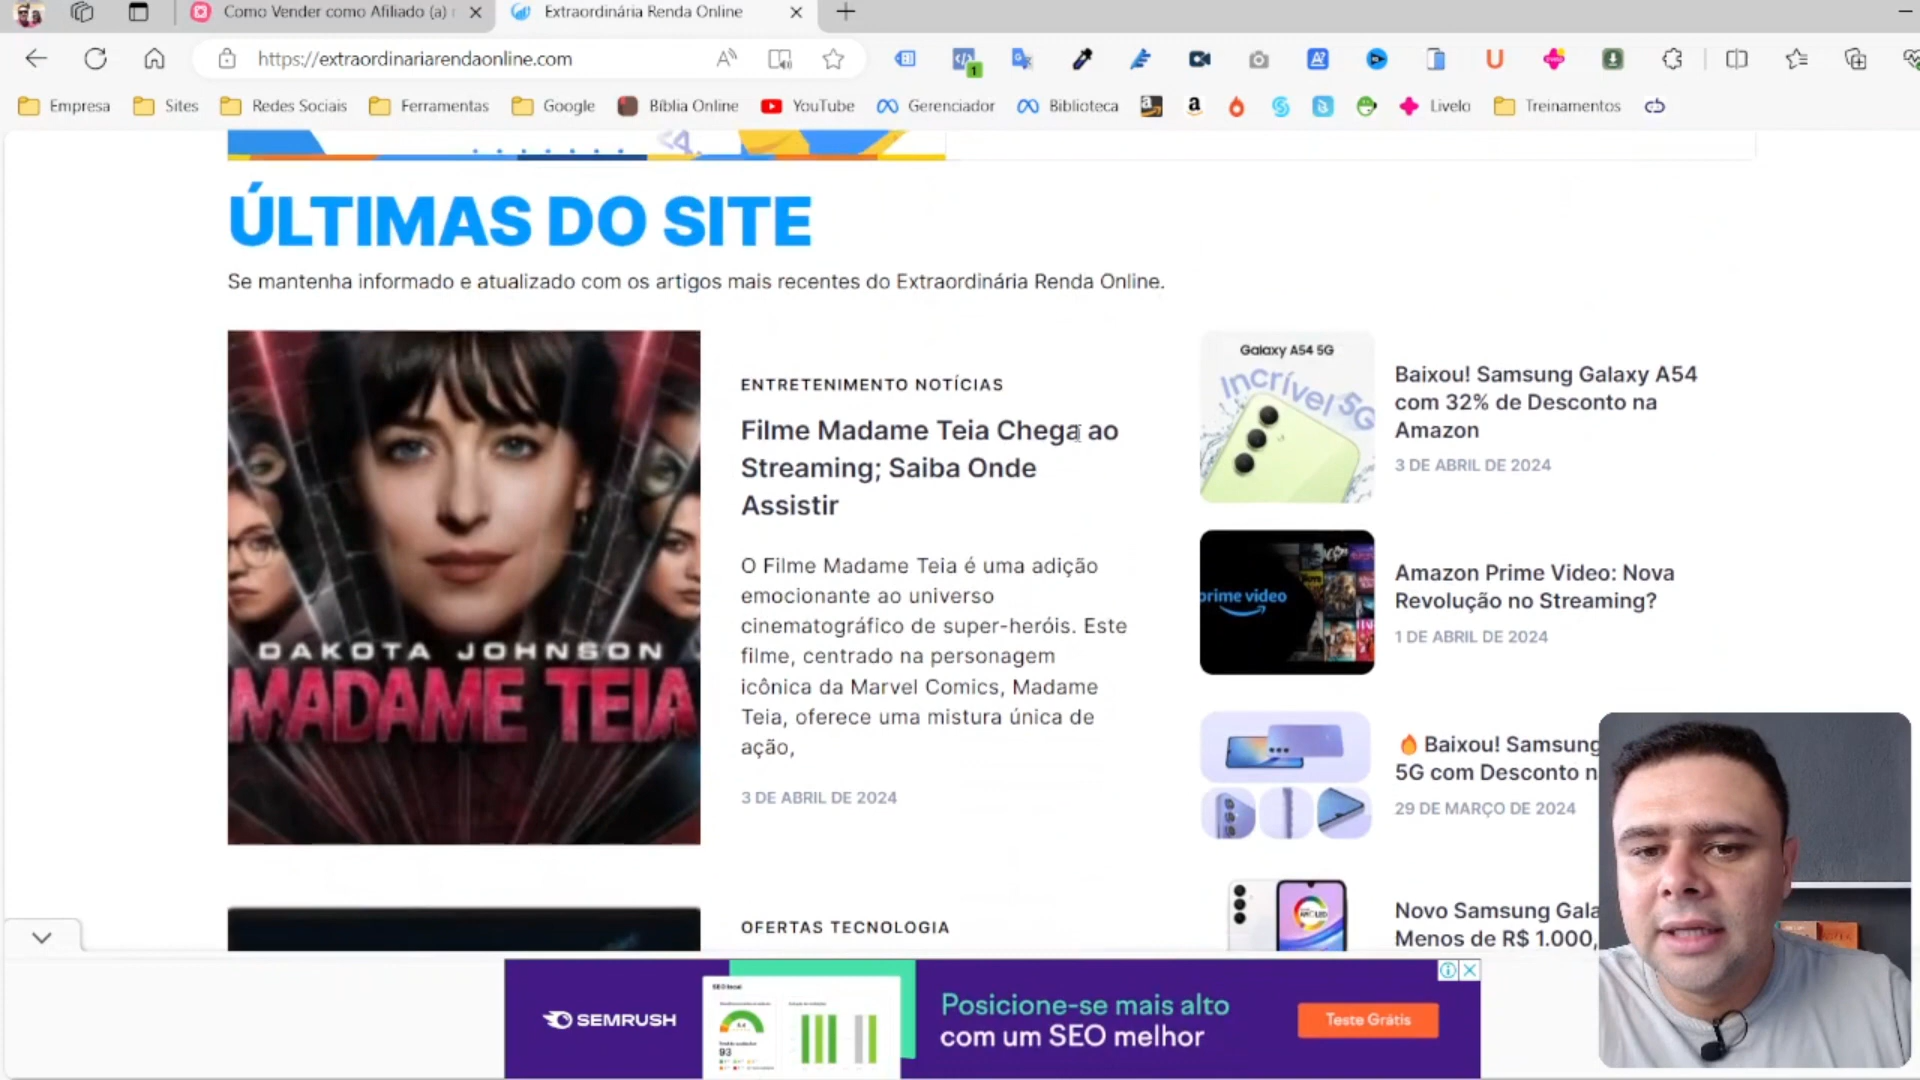 Como Vender como Afiliado (a)
Extraordinária Renda Online
https://extraordinariarendaonline.com
Empresa
Sites
Redes Sociais
Ferramentas
Google
Bíblia Online
YouTube
Gerenciador
Biblioteca
Livelo
Treinamentos
ÚLTIMAS DO SITE
Se mantenha informado e atualizado com os artigos mais recentes do Extraordinária Renda Online.
DAKOTA JOHNSON
MADAME TEIA
ENTRETENIMENTO NOTÍCIAS
Filme Madame Teia Chega ao
Streaming; Saiba Onde
Assistir
O Filme Madame Teia é uma adição
emocionante ao universo
cinematográfico de super-heróis. Este
filme, centrado na personagem
icônica da Marvel Comics, Madame
Teia, oferece uma mistura única de
ação,
3 DE ABRIL DE 2024
OFERTAS TECNOLOGIA
Galaxy A54 5G
Incrível 5G
Baixou! Samsung Galaxy A54
com 32% de Desconto na
Amazon
3 DE ABRIL DE 2024
prime video
Amazon Prime Video: Nova
Revolução no Streaming?
1 DE ABRIL DE 2024
Baixou! Samsung
5G com Desconto n
29 DE MARÇO DE 2024
Novo Samsung Gala
Menos de R$ 1.000,
SEMRUSH
93
Posicione-se mais alto
com um SEO melhor
Teste Grátis